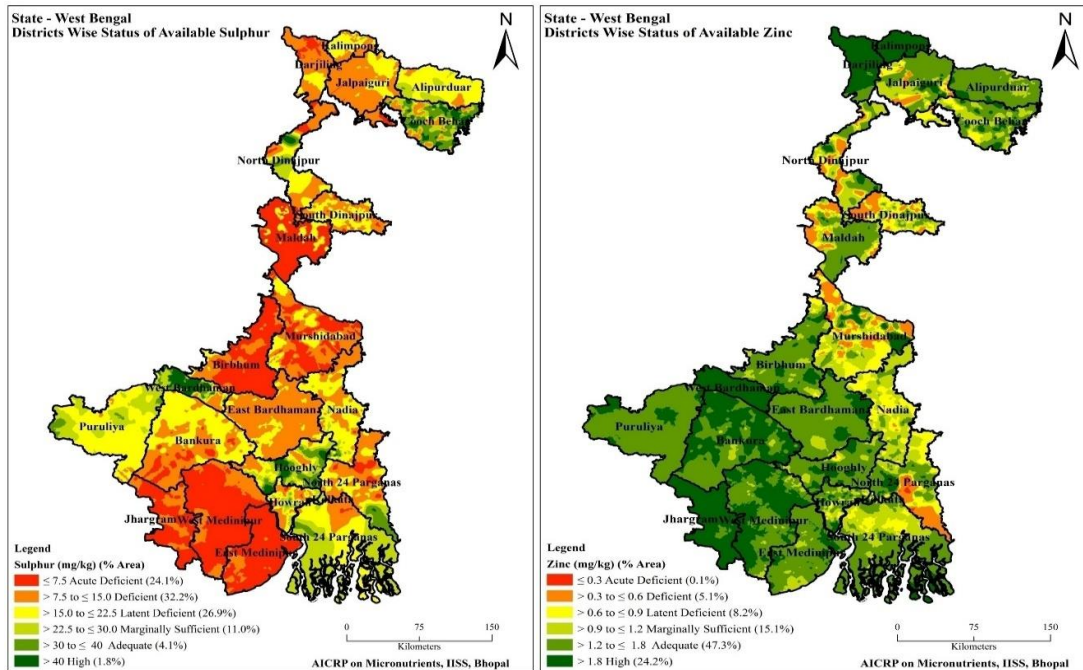 State - West Bengal
Districts Wise Status of Available Sulphur
N
Kalimpong
Darjiling
Jalpaiguri
Alipurduar
Cooch Behar
North Dinajpur
South Dinajpur
Maldah
Murshidabad
Birbhum
West Bardhaman
East Bardhaman
Nadia
Puruliya
Bankura
Hooghly
North 24 Parganas
Howrah
Kolkata
Jhargram
West Medinipur
South 24 Parganas
East Medinipur
Legend
Sulphur (mg/kg) (% Area)
≤ 7.5 Acute Deficient (24.1%)
> 7.5 to ≤ 15.0 Deficient (32.2%)
> 15.0 to ≤ 22.5 Latent Deficient (26.9%)
> 22.5 to ≤ 30.0 Marginally Sufficient (11.0%)
> 30 to ≤ 40 Adequate (4.1%)
> 40 High (1.8%)
0 75 150
Kilometers
AICRP on Micronutrients, IISS, Bhopal
State - West Bengal
Districts Wise Status of Available Zinc
N
Kalimpong
Darjiling
Jalpaiguri
Alipurduar
Cooch Behar
North Dinajpur
South Dinajpur
Maldah
Murshidabad
Birbhum
West Bardhaman
East Bardhaman
Nadia
Puruliya
Bankura
Hooghly
North 24 Parganas
Howrah
Kolkata
Jhargram
West Medinipur
South 24 Parganas
East Medinipur
Legend
Zinc (mg/kg) (% Area)
≤ 0.3 Acute Deficient (0.1%)
> 0.3 to ≤ 0.6 Deficient (5.1%)
> 0.6 to ≤ 0.9 Latent Deficient (8.2%)
> 0.9 to ≤ 1.2 Marginally Sufficient (15.1%)
> 1.2 to ≤ 1.8 Adequate (47.3%)
> 1.8 High (24.2%)
0 75 150
Kilometers
AICRP on Micronutrients, IISS, Bhopal